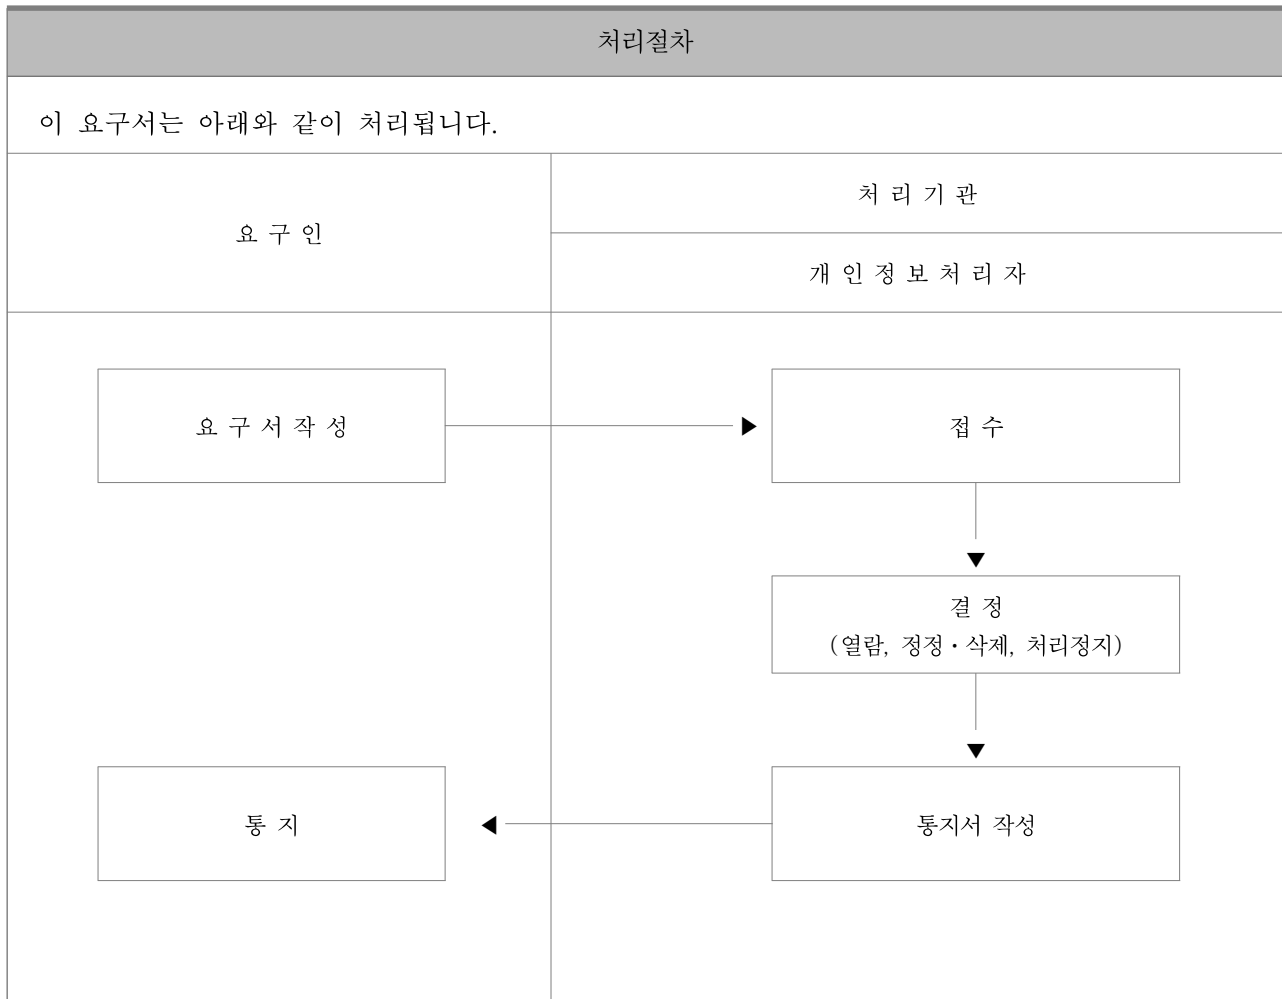 처리절차
이 요구서는 아래와 같이 처리됩니다.
요 구 인
처 리 기 관
개 인 정 보 처 리 자
요 구 서 작 성
접 수
결 정
(열람, 정정・삭제, 처리정지)
통 지
통지서 작성